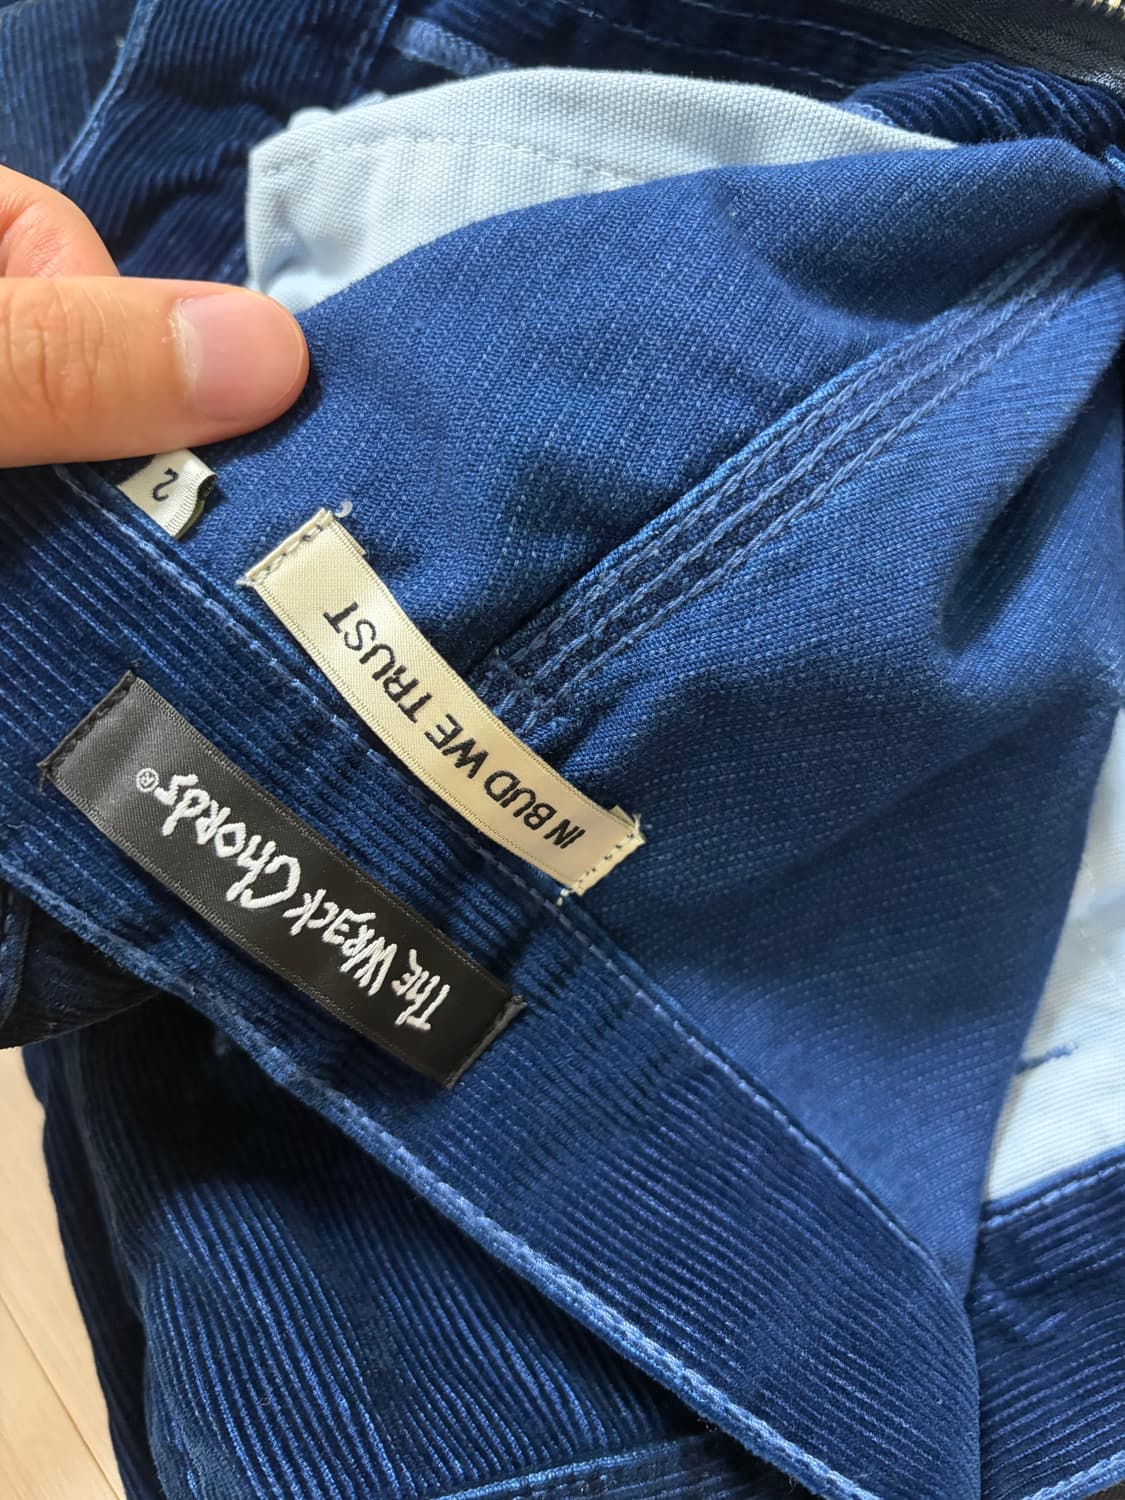 2
IN BUD WE TRUST
The Wrack Chords®